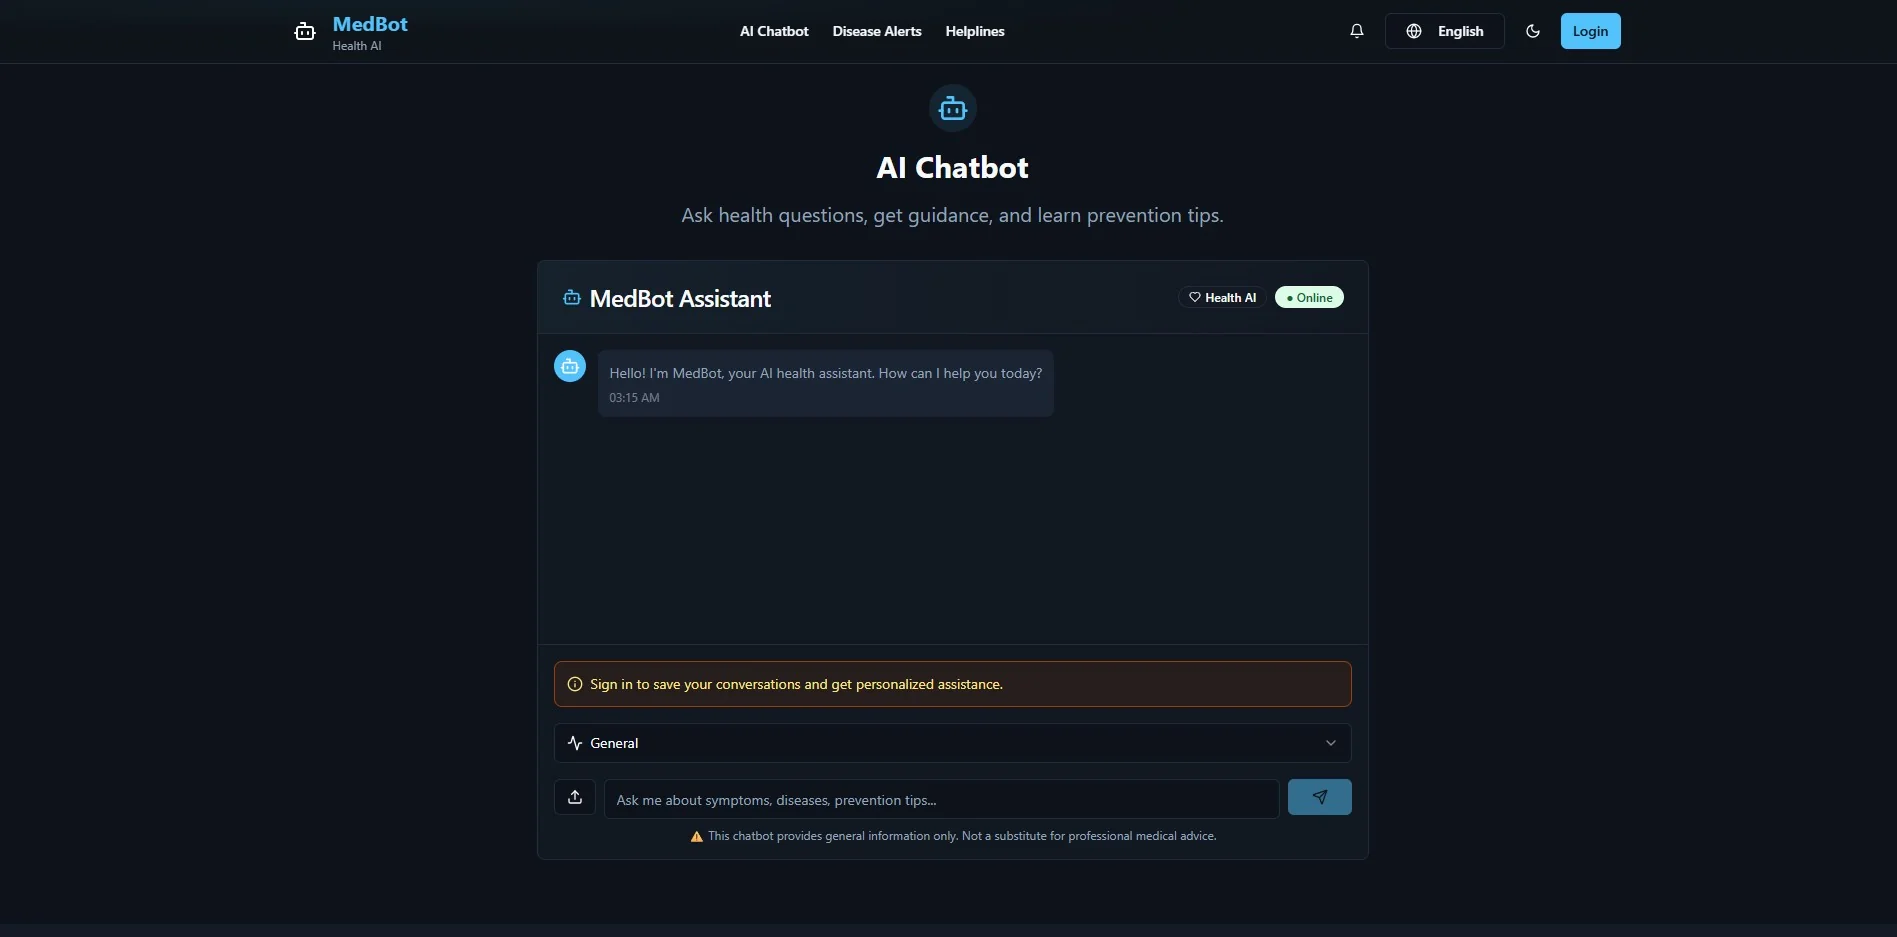 MedBot
Health AI
AI Chatbot Disease Alerts Helplines
English
Login
AI Chatbot
Ask health questions, get guidance, and learn prevention tips.
MedBot Assistant
Health AI
● Online
Hello! I'm MedBot, your AI health assistant. How can I help you today?
03:15 AM
Sign in to save your conversations and get personalized assistance.
General
Ask me about symptoms, diseases, prevention tips...
⚠ This chatbot provides general information only. Not a substitute for professional medical advice.